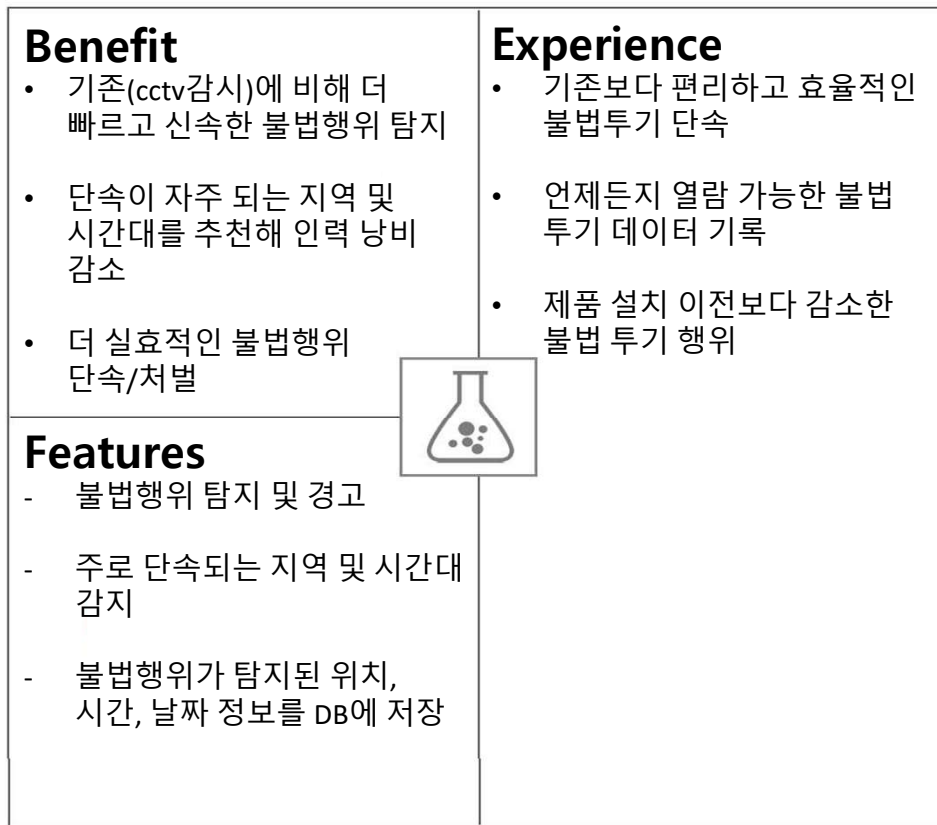 Benefit
• 기존(cctv감시)에 비해 더
빠르고 신속한 불법행위 탐지
• 단속이 자주 되는 지역 및
시간대를 추천해 인력 낭비
감소
• 더 실효적인 불법행위
단속/처벌
Experience
• 기존보다 편리하고 효율적인
불법투기 단속
• 언제든지 열람 가능한 불법
투기 데이터 기록
• 제품 설치 이전보다 감소한
불법 투기 행위
Features
- 불법행위 탐지 및 경고
- 주로 단속되는 지역 및 시간대
감지
- 불법행위가 탐지된 위치,
시간, 날짜 정보를 DB에 저장